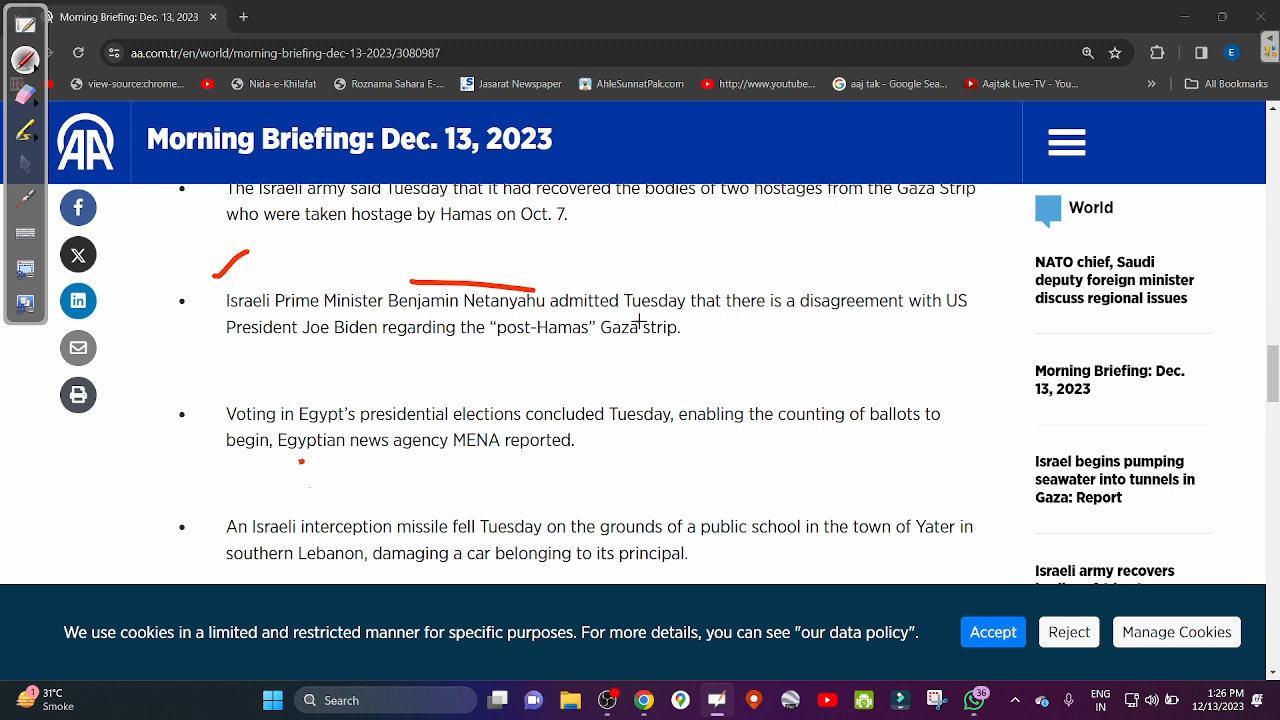 Morning Briefing: Dec. 13, 2023
aa.com.tr/en/world/morning-briefing-dec-13-2023/3080987
E
view-source:chrome...
Nida-e-Khilafat
Roznama Sahara E-...
Jasarat Newspaper
AhleSunnatPak.com
http://www.youtube...
aaj tak - Google Sea...
Aajtak Live-TV - You...
All Bookmarks
AA
Morning Briefing: Dec. 13, 2023
The Israeli army said Tuesday that it had recovered the bodies of two hostages from the Gaza Strip
who were taken hostage by Hamas on Oct. 7.
Israeli Prime Minister Benjamin Netanyahu admitted Tuesday that there is a disagreement with US
President Joe Biden regarding the “post-Hamas” Gaza strip.
Voting in Egypt’s presidential elections concluded Tuesday, enabling the counting of ballots to
begin, Egyptian news agency MENA reported.
An Israeli interception missile fell Tuesday on the grounds of a public school in the town of Yater in
southern Lebanon, damaging a car belonging to its principal.
World
NATO chief, Saudi
deputy foreign minister
discuss regional issues
Morning Briefing: Dec.
13, 2023
Israel begins pumping
seawater into tunnels in
Gaza: Report
Israeli army recovers
We use cookies in a limited and restricted manner for specific purposes. For more details, you can see "our data policy".
Accept
Reject
Manage Cookies
1
3°C
Smoke
Search
36
ENG
IN
1:26 PM
12/13/2023